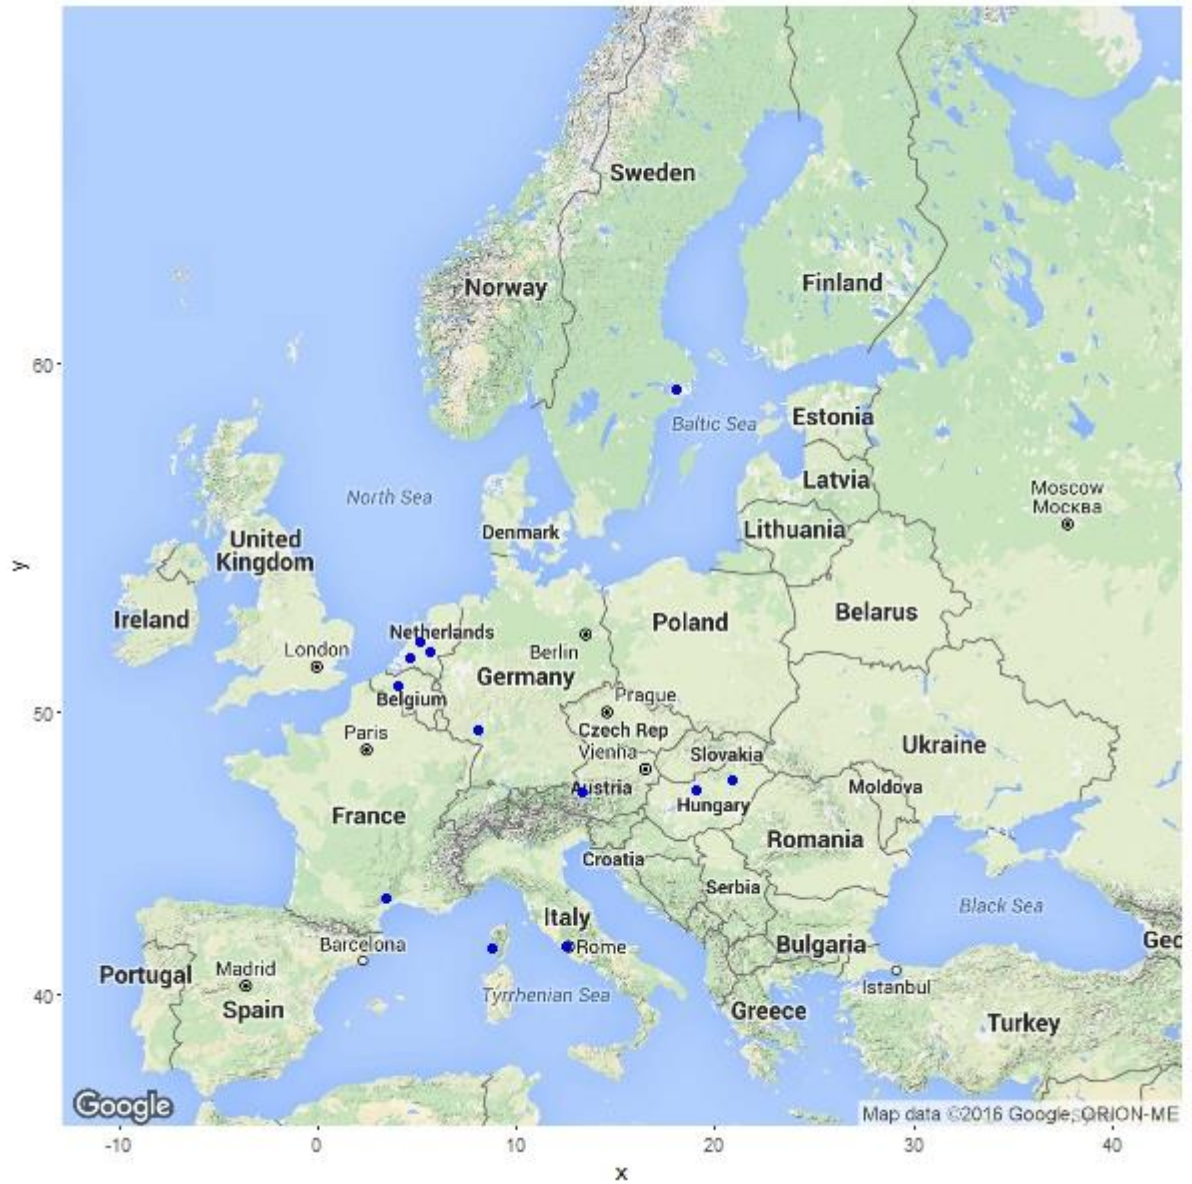 Sweden
Norway
Finland
60
Baltic Sea
Estonia
Latvia
North Sea
Moscow
Москва
Denmark
Lithuania
United
Kingdom
y
Ireland
Belarus
Poland
Netherlands
London
Berlin
Germany
Belgium
Prague
50
Paris
Czech Rep
Vienna
Slovakia
Ukraine
Austria
Hungary
Moldova
France
Romania
Croatia
Serbia
Italy
Black Sea
Barcelona
Rome
Bulgaria
Geo
Portugal
Madrid
Istanbul
40
Tyrrhenian Sea
Spain
Greece
Turkey
Google
Map data ©2016 Google, ORION-ME
-10 0 10 20 30 40
x